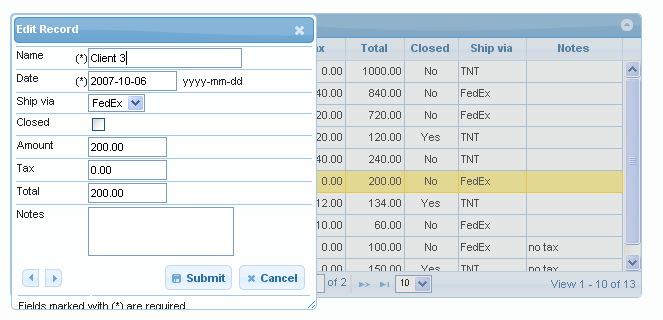 Edit Record
Name (*) Client 3
Date (*) 2007-10-06 yyyy-mm-dd
Ship via FedEx
Closed
Amount 200.00
Tax 0.00
Total 200.00
Notes
Submit Cancel
Fields marked with (*) are required
Total Closed Ship via Notes
0.00 1000.00 No TNT
40.00 840.00 No FedEx
20.00 720.00 No FedEx
20.00 120.00 Yes TNT
40.00 240.00 No TNT
0.00 200.00 No FedEx
12.00 134.00 Yes TNT
10.00 60.00 No FedEx
0.00 100.00 No FedEx no tax
0.00 150.00 Yes TNT no tax
of 2 10 View 1 - 10 of 13